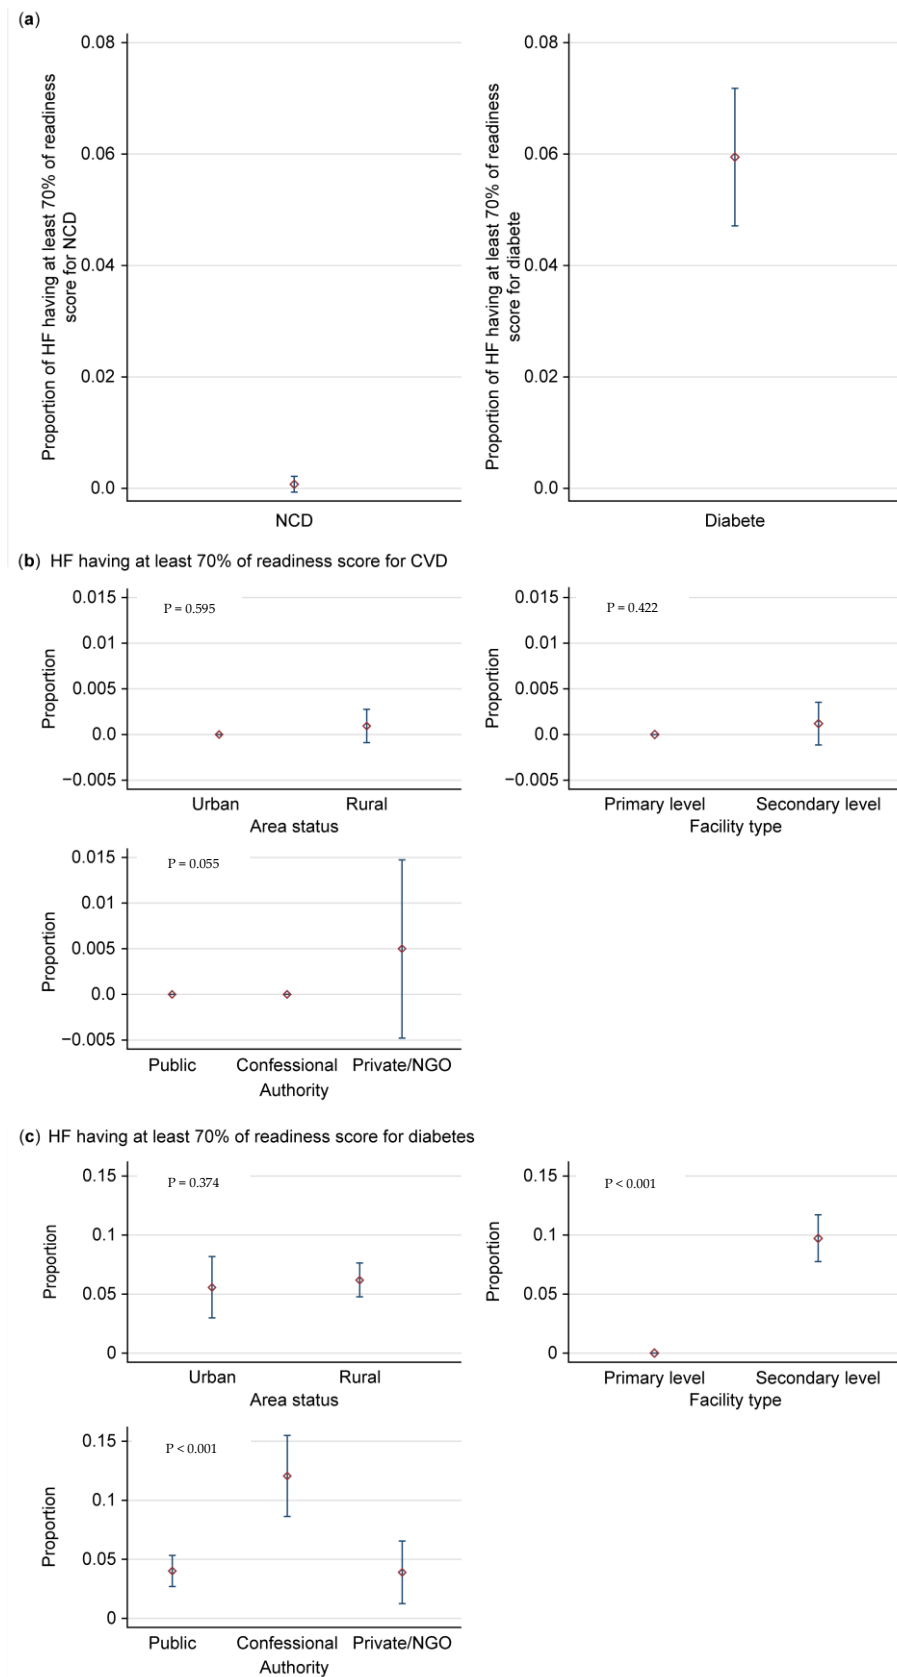 (a)
0.08
0.06
0.04
0.02
0.0
Proportion of HF having at least 70% of readiness
score for NCD
NCD
0.08
0.06
0.04
0.02
0.0
Proportion of HF having at least 70% of readiness
score for diabete
Diabete
(b) HF having at least 70% of readiness score for CVD
0.015
0.01
0.005
0.0
−0.005
Proportion
P = 0.595
Urban Rural
Area status
0.015
0.01
0.005
0.0
−0.005
Proportion
P = 0.422
Primary level Secondary level
Facility type
0.015
0.01
0.005
0.0
−0.005
Proportion
P = 0.055
Public Confessional Private/NGO
Authority
(c) HF having at least 70% of readiness score for diabetes
0.15
0.1
0.05
0
Proportion
P = 0.374
Urban Rural
Area status
0.15
0.1
0.05
0
Proportion
P < 0.001
Primary level Secondary level
Facility type
0.15
0.1
0.05
0
Proportion
P < 0.001
Public Confessional Private/NGO
Authority